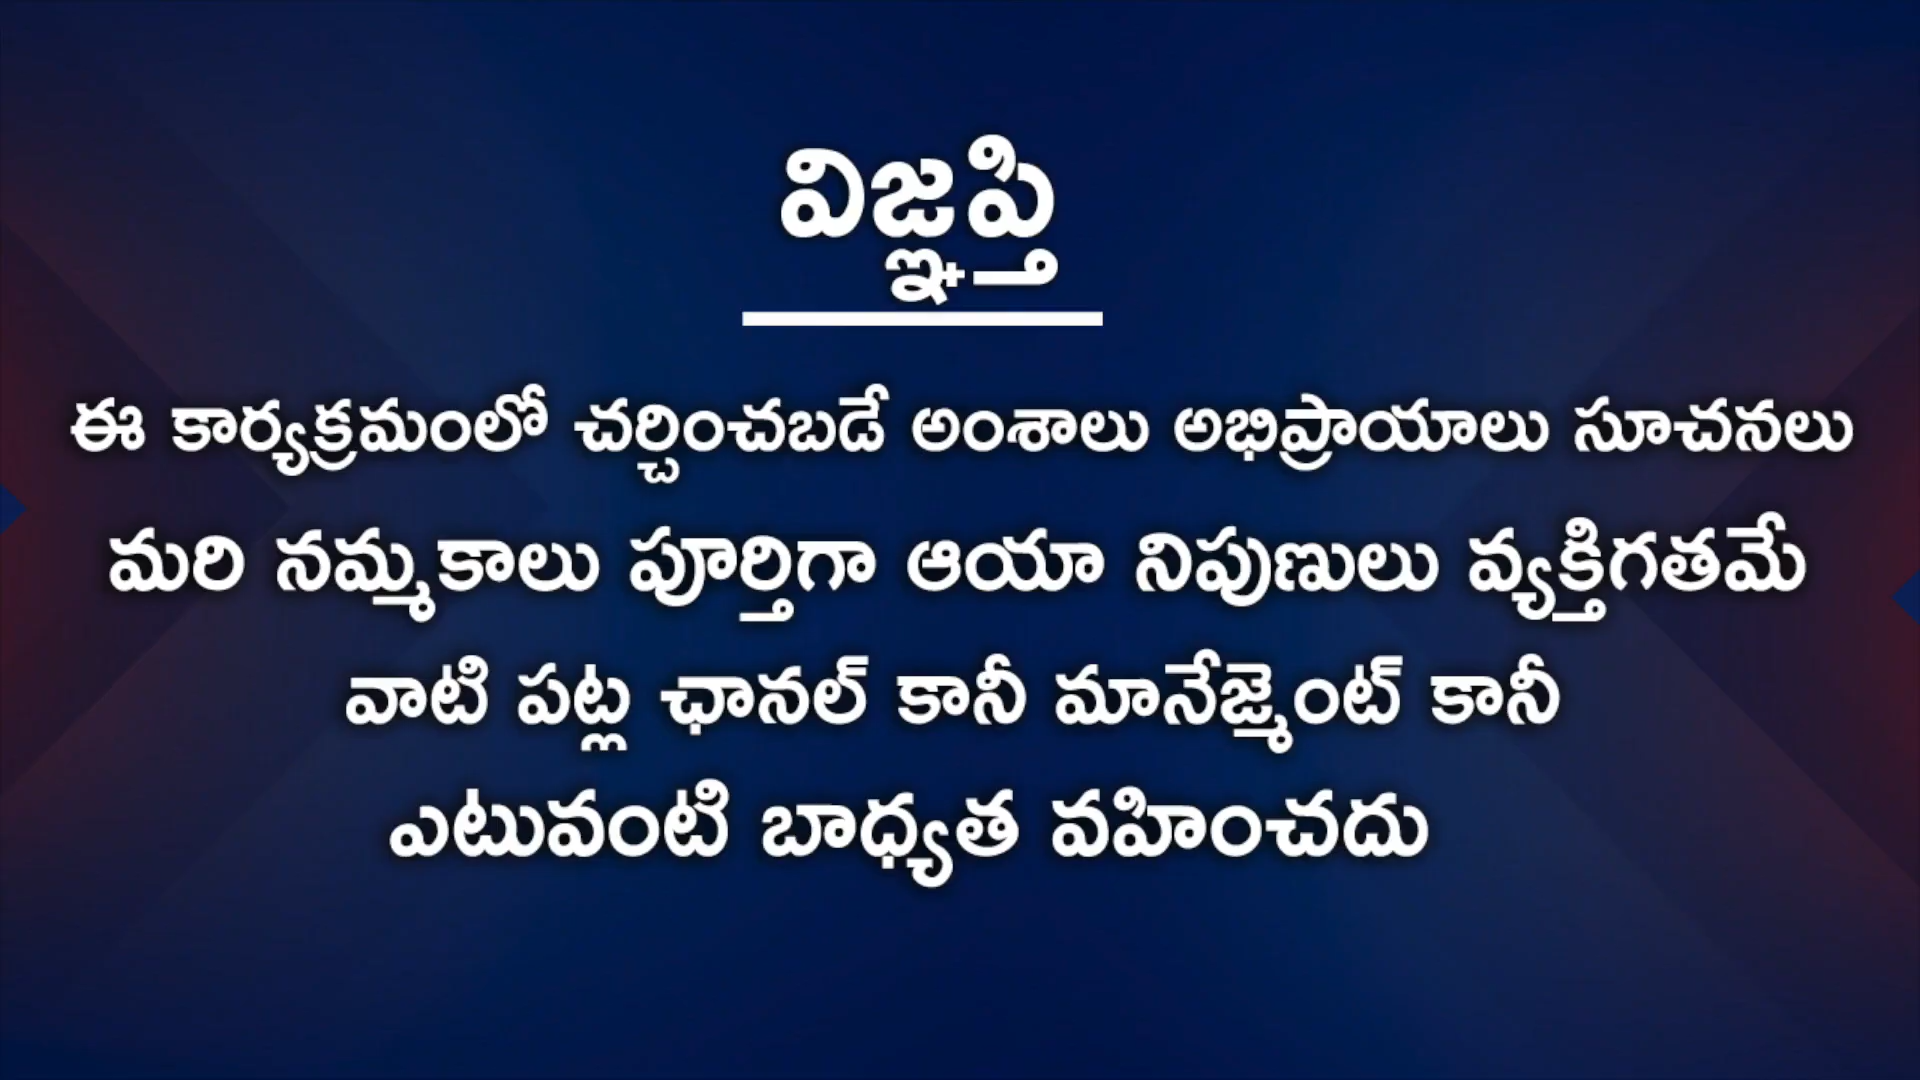 విజ్ఞప్తి
ఈ కార్యక్రమంలో చర్చించబడే అంశాలు అభిప్రాయాలు సూచనలు
మరి నమ్మకాలు పూర్తిగా ఆయా నిపుణులు వ్యక్తిగతమే
వాటి పట్ల ఛానల్ కానీ మానేజ్మెంట్ కానీ
ఎటువంటి బాధ్యత వహించదు